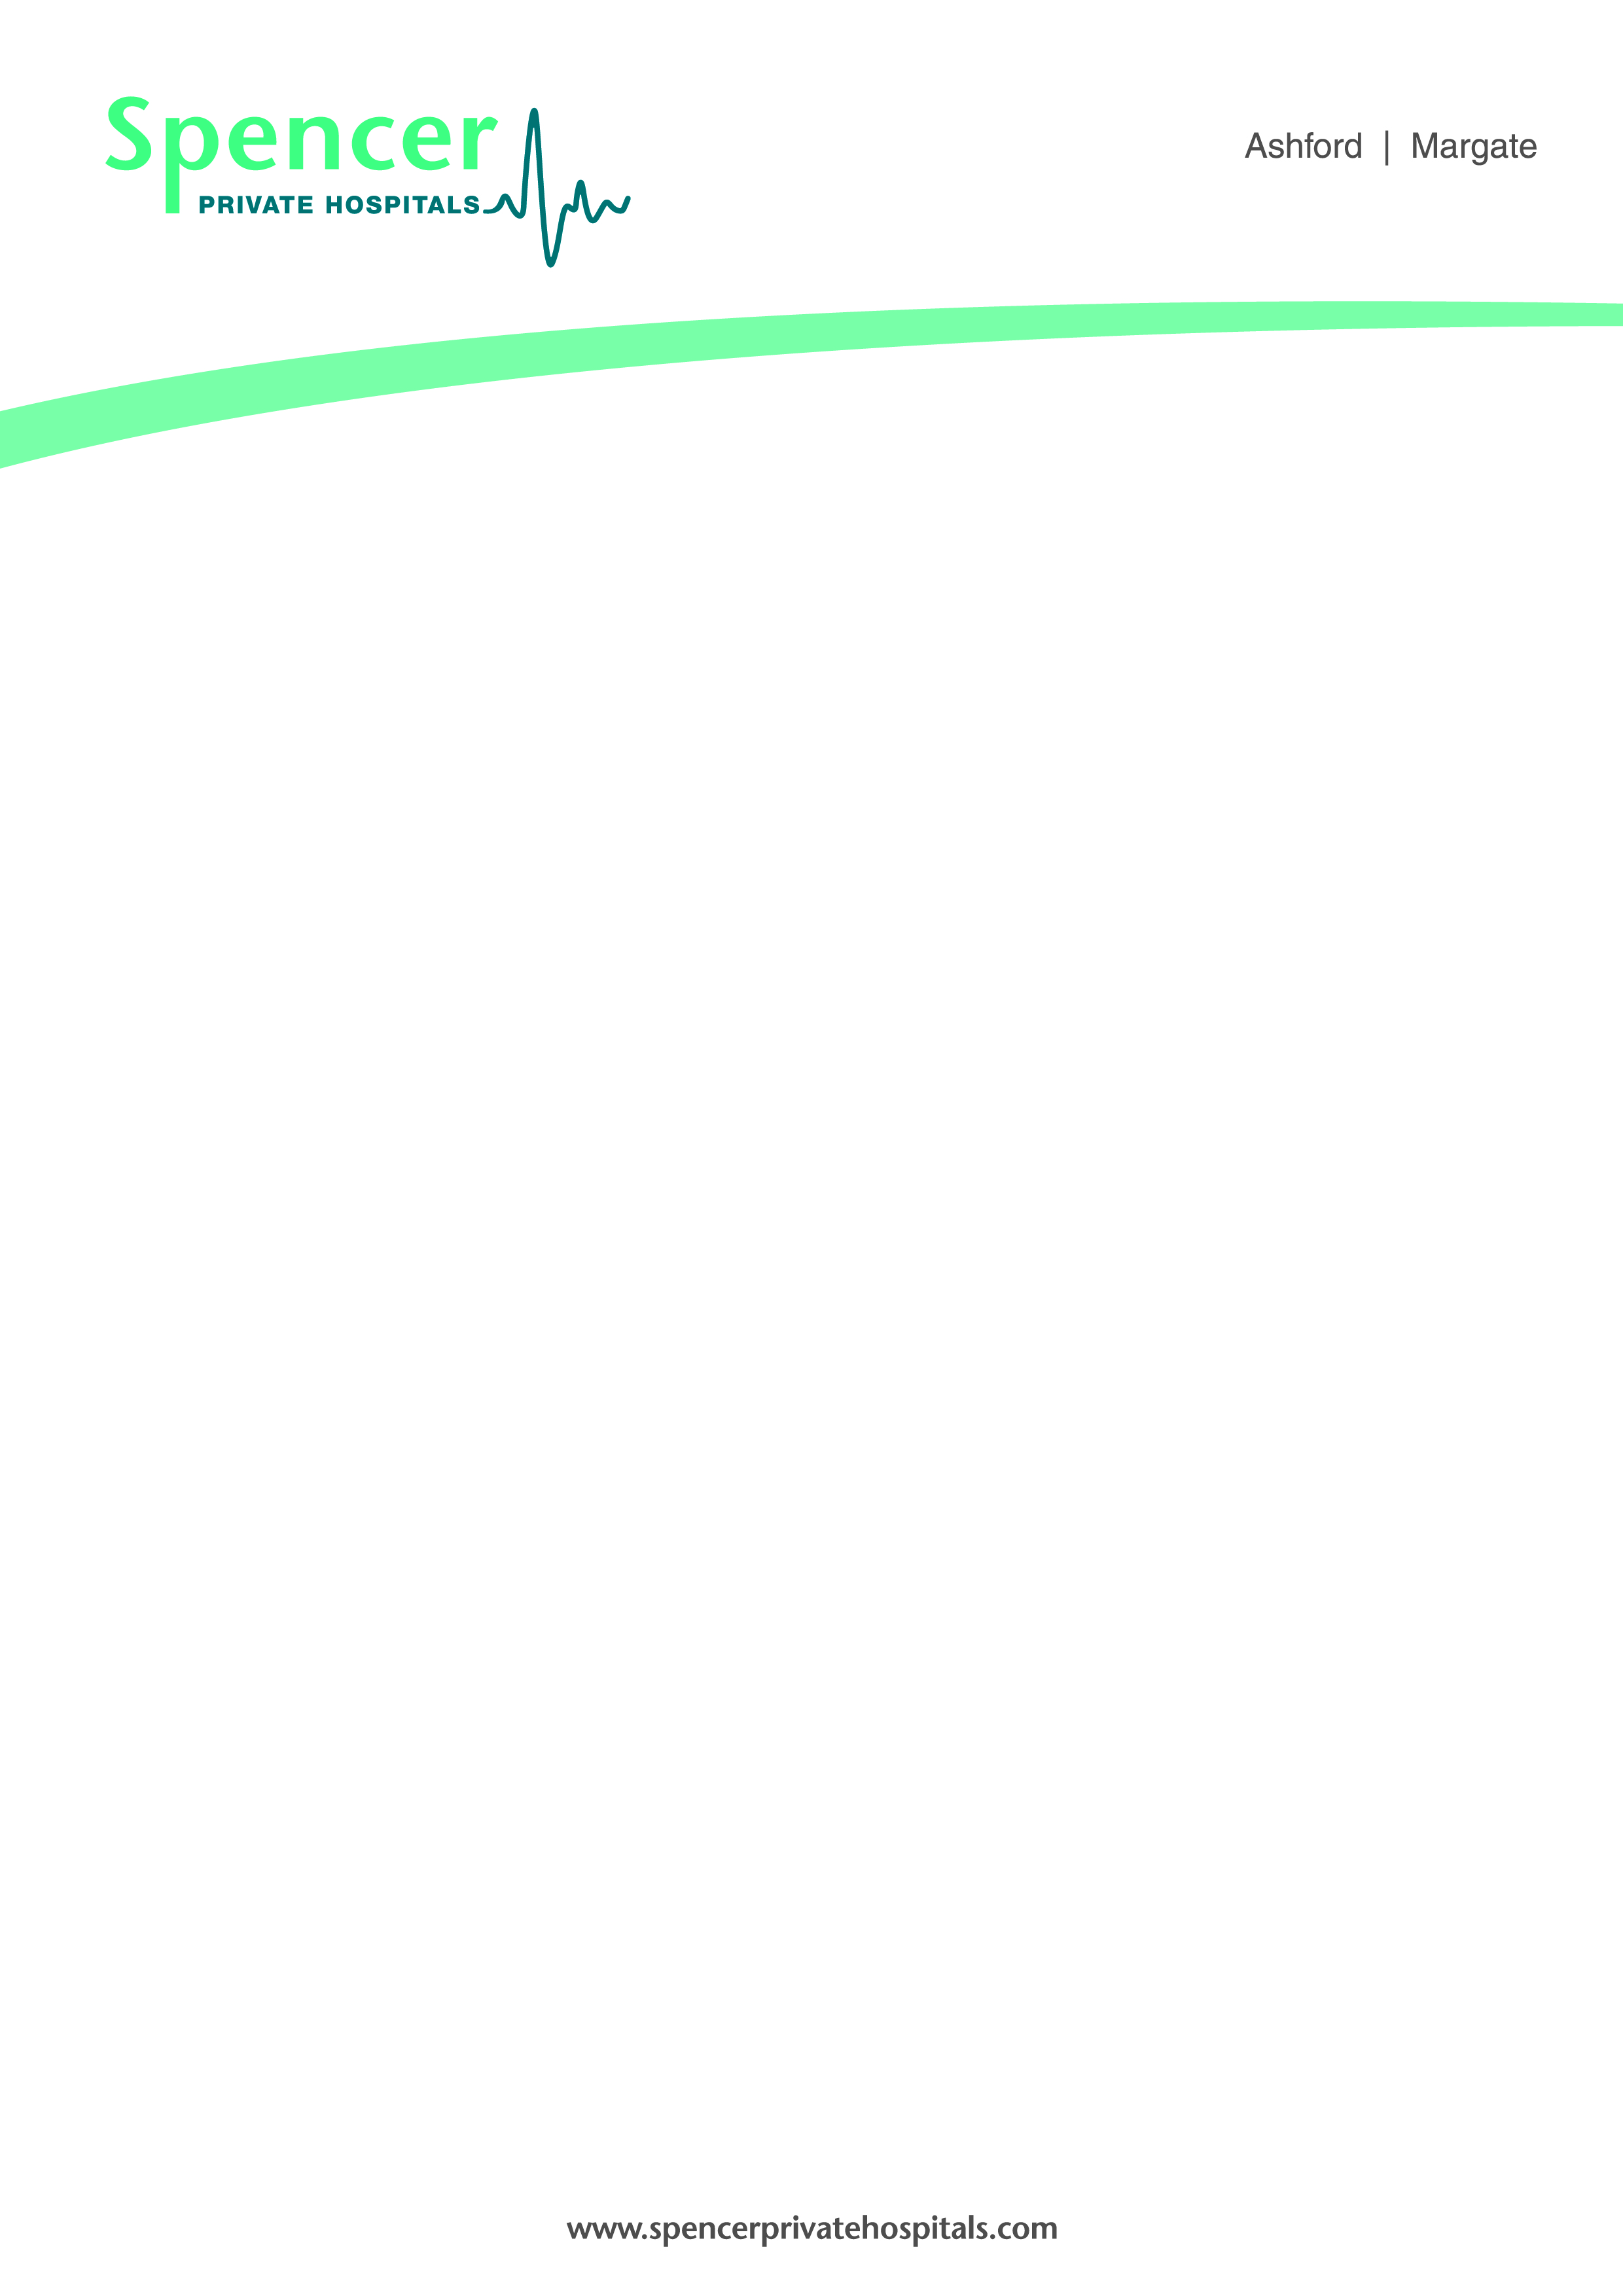 Spencer
PRIVATE HOSPITALS
Ashford | Margate
www.spencerprivatehospitals.com